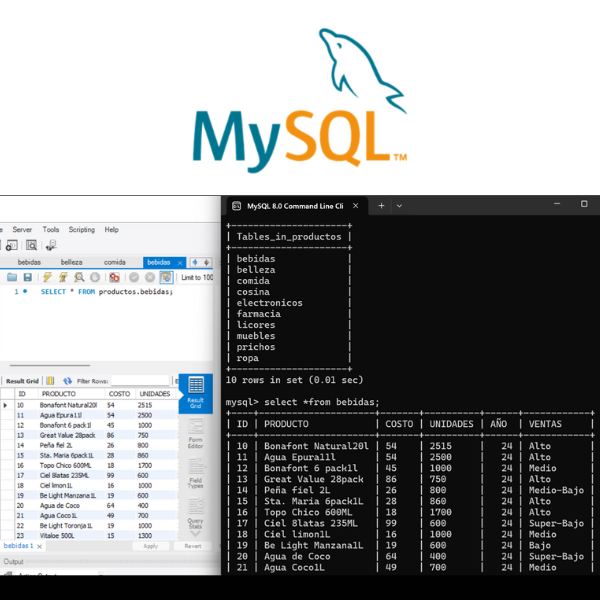 MySQL™
MySQL 8.0 Command Line Cli
Server Tools Scripting Help
bebidas belleza comida bebidas
Limit to 100
1 SELECT * FROM productos.bebidas;
Result Grid Filter Rows:
ID PRODUCTO COSTO UNIDADES
10 Bonafont Natural20l 54 2515
11 Agua Epura11l 54 2500
12 Bonafont 6 pack1l 45 1000
13 Great Value 28pack 86 750
14 Peña fiel 2L 26 800
15 Sta. Maria 6pack1L 28 860
16 Topo Chico 600ML 18 1700
17 Ciel 8latas 235ML 99 600
18 Ciel limon1L 16 1000
19 Be Light Manzana1L 19 600
20 Agua de Coco 64 400
21 Agua Coco1L 49 700
22 Be Light Toronja1L 19 1000
23 Vitaloe 500L 15 1300
Result
Grid
Form
Editor
Field
Types
Query
Stats
bebidas 1 Apply Revert
Output
| Tables_in_productos |
| bebidas |
| belleza |
| comida |
| cosina |
| electronicos |
| farmacia |
| licores |
| muebles |
| prichos |
| ropa |
10 rows in set (0.01 sec)
mysql> select *from bebidas;
| ID | PRODUCTO | COSTO | UNIDADES | AÑO | VENTAS |
| 10 | Bonafont Natural20l | 54 | 2515 | 24 | Alto
| 11 | Agua Epura11l | 54 | 2500 | 24 | Alto
| 12 | Bonafont 6 pack1l | 45 | 1000 | 24 | Medio
| 13 | Great Value 28pack | 86 | 750 | 24 | Alto
| 14 | Peña fiel 2L | 26 | 800 | 24 | Medio-Bajo
| 15 | Sta. Maria 6pack1L | 28 | 860 | 24 | Alto
| 16 | Topo Chico 600ML | 18 | 1700 | 24 | Alto
| 17 | Ciel 8latas 235ML | 99 | 600 | 24 | Super-Bajo
| 18 | Ciel limon1L | 16 | 1000 | 24 | Medio
| 19 | Be Light Manzana1L | 19 | 600 | 24 | Bajo
| 20 | Agua de Coco | 64 | 400 | 24 | Super-Bajo
| 21 | Agua Coco1L | 49 | 700 | 24 | Medio